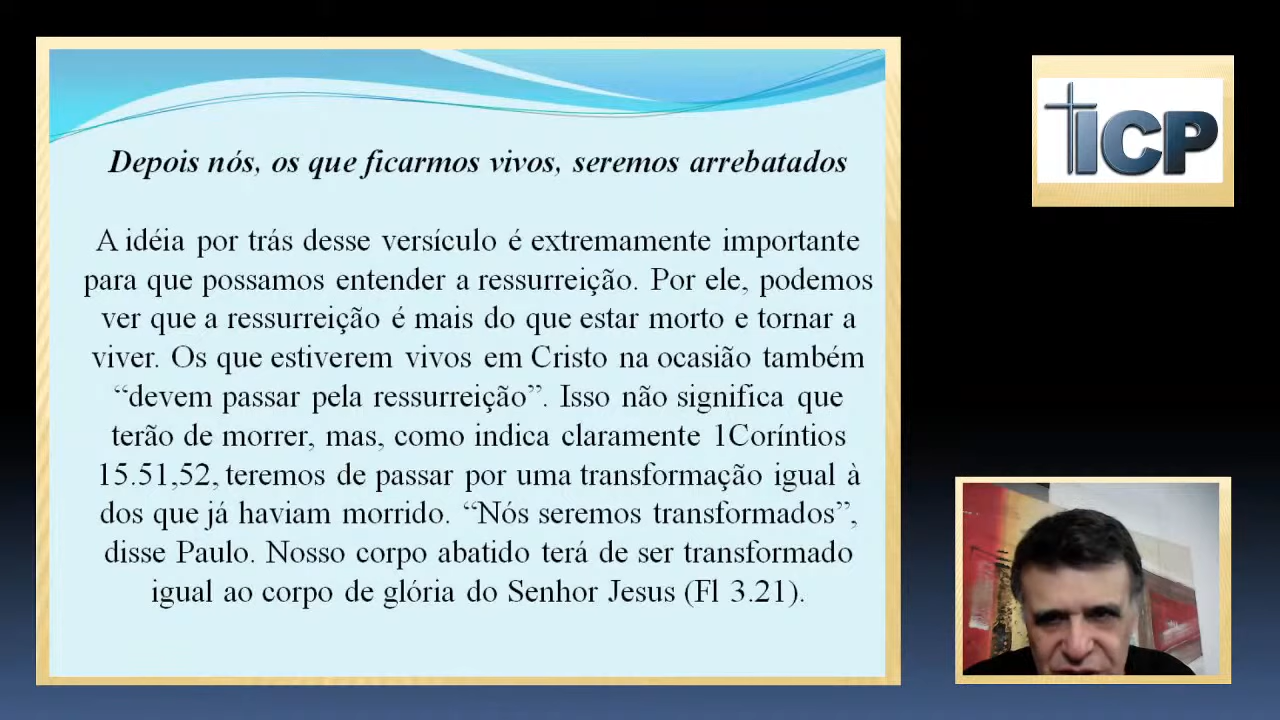 Depois nós, os que ficarmos vivos, seremos arrebatados
A idéia por trás desse versículo é extremamente importante
para que possamos entender a ressurreição. Por ele, podemos
ver que a ressurreição é mais do que estar morto e tornar a
viver. Os que estiverem vivos em Cristo na ocasião também
“devem passar pela ressurreição”. Isso não significa que
terão de morrer, mas, como indica claramente 1Coríntios
15.51,52, teremos de passar por uma transformação igual à
dos que já haviam morrido. “Nós seremos transformados”,
disse Paulo. Nosso corpo abatido terá de ser transformado
igual ao corpo de glória do Senhor Jesus (Fl 3.21).
ICP